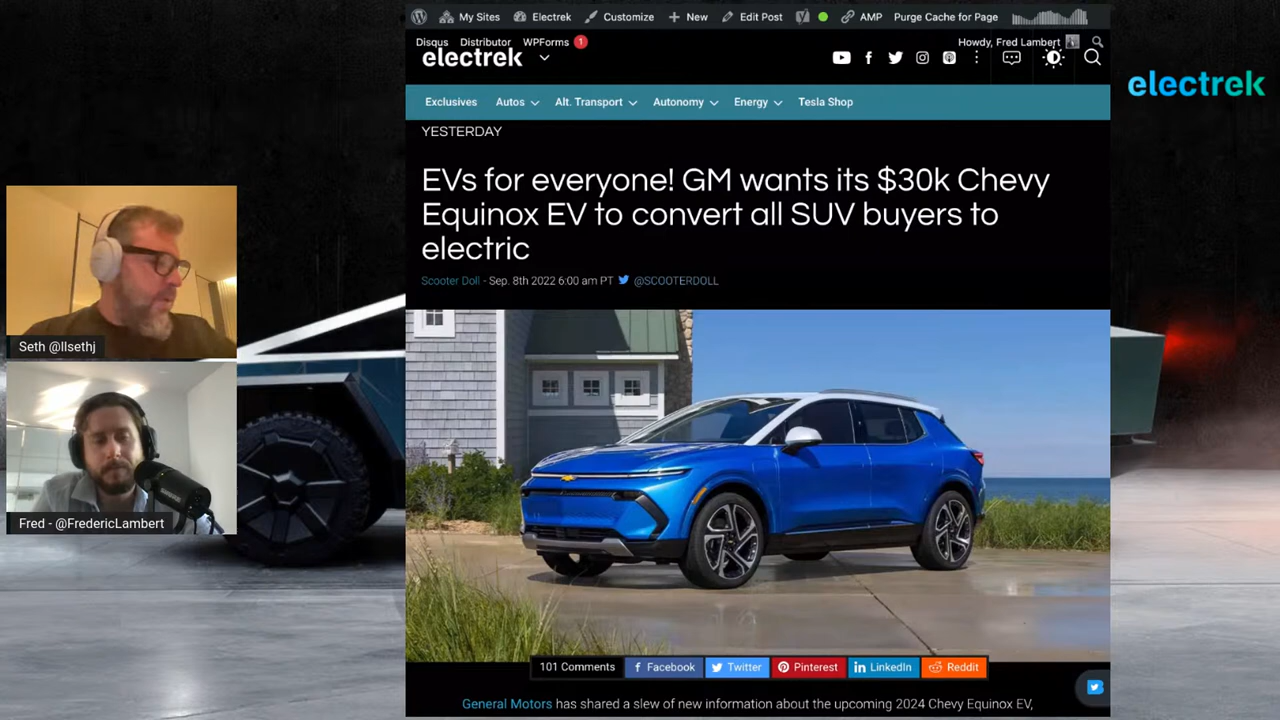 My Sites Electrek Customize New Edit Post AMP Purge Cache for Page
Disqus Distributor WPForms 1 Howdy, Fred Lambert
electrek
Exclusives Autos Alt. Transport Autonomy Energy Tesla Shop
YESTERDAY
EVs for everyone! GM wants its $30k Chevy
Equinox EV to convert all SUV buyers to
electric
Scooter Doll - Sep. 8th 2022 6:00 am PT @SCOOTERDOLL
101 Comments Facebook Twitter Pinterest LinkedIn Reddit
General Motors has shared a slew of new information about the upcoming 2024 Chevy Equinox EV,
electrek
Seth @llsethj
Fred - @FredericLambert